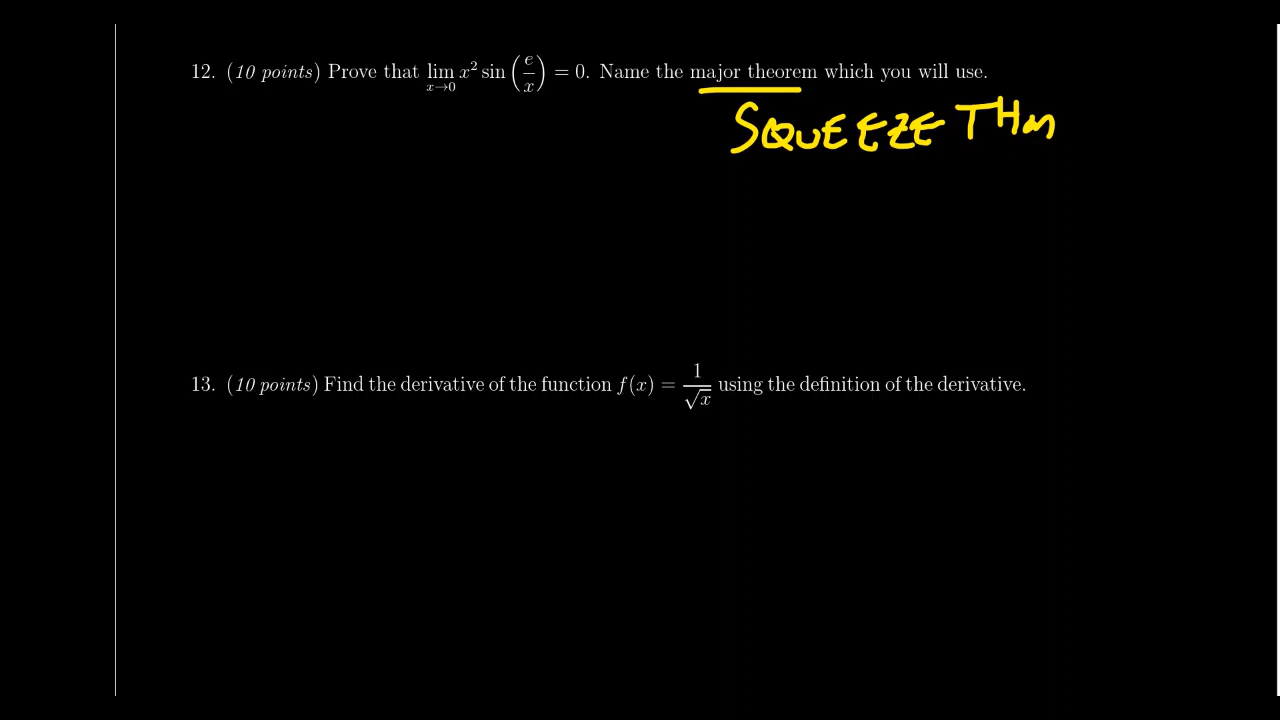 12. (10 points) Prove that lim x→0 x² sin(e/x) = 0. Name the major theorem which you will use.
SQUEEZE THM
13. (10 points) Find the derivative of the function f(x) = 1/√x using the definition of the derivative.